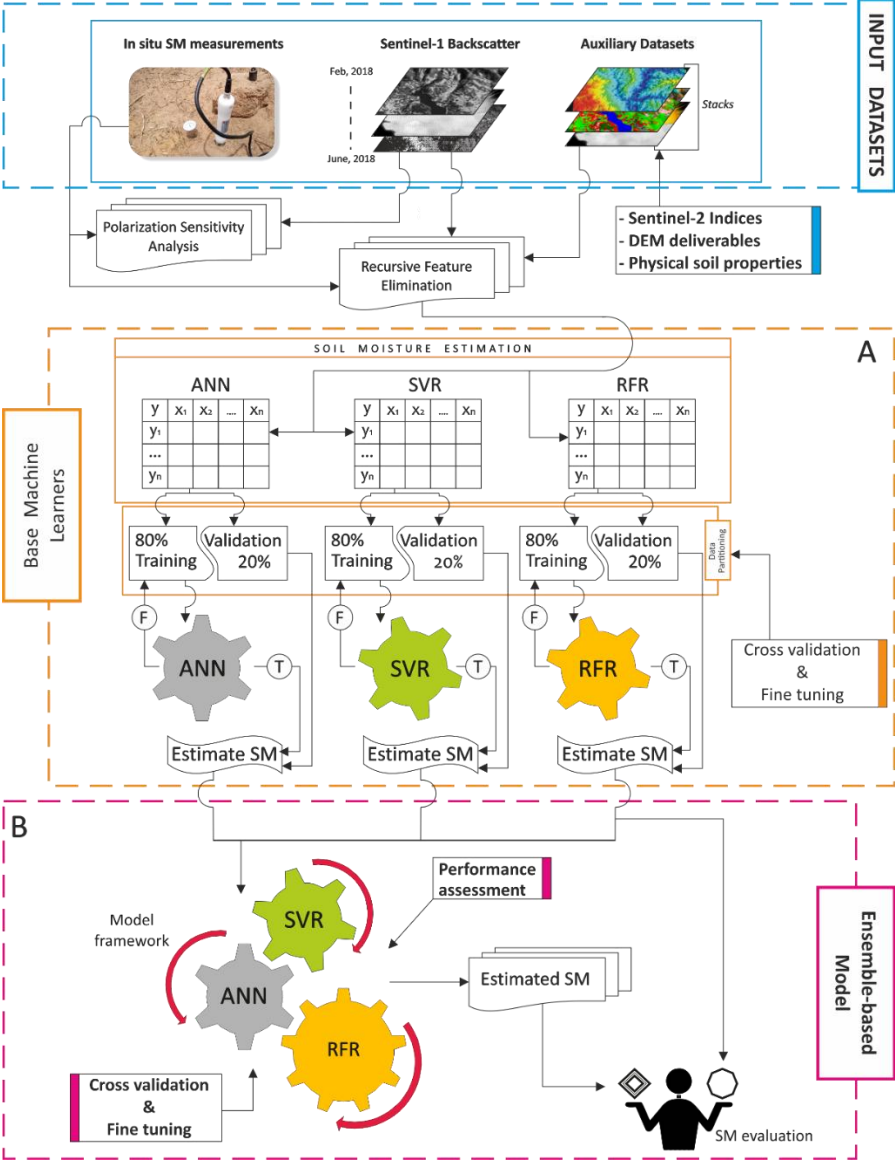 INPUT DATASETS
In situ SM measurements
Sentinel-1 Backscatter
Auxiliary Datasets
Feb, 2018
June, 2018
Stacks
Polarization Sensitivity
Analysis
Recursive Feature
Elimination
- Sentinel-2 Indices
- DEM deliverables
- Physical soil properties
A
Base Machine
Learners
SOIL MOISTURE ESTIMATION
ANN
SVR
RFR
y x₁ x₂ .... xn
y₁
...
yn
y x₁ x₂ .... xn
y₁
...
yn
y x₁ x₂ .... xn
y₁
...
yn
80%
Training
Validation
20%
80%
Training
Validation
20%
80%
Training
Validation
20%
Data
Partitioning
F
F
F
ANN
T
SVR
T
RFR
T
Cross validation
&
Fine tuning
Estimate SM
Estimate SM
Estimate SM
B
Ensemble-based
Model
Performance
assessment
Model
framework
SVR
ANN
RFR
Estimated SM
Cross validation
&
Fine tuning
SM evaluation